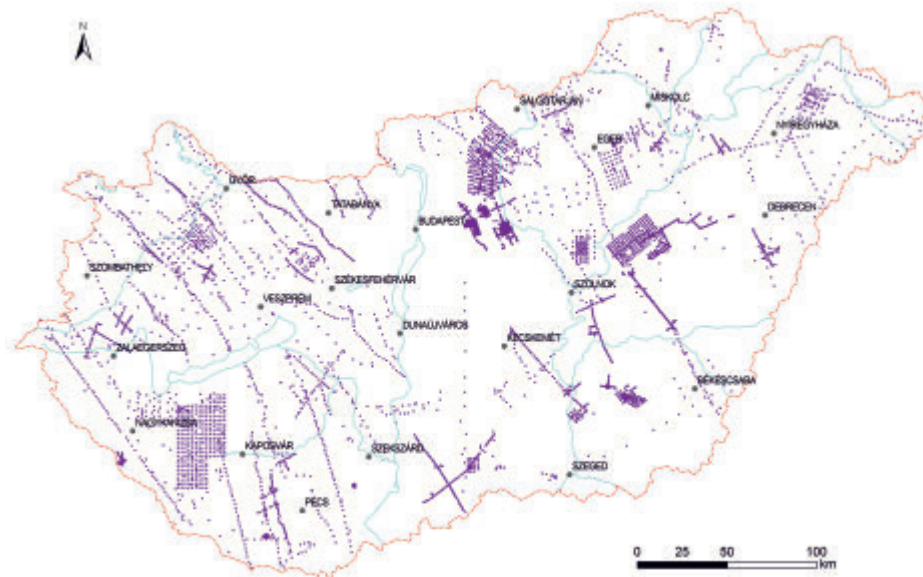 N
SALGÓTARJÁN
MISKOLC
NYÍREGYHÁZA
EGER
GYŐR
TATABÁNYA
BUDAPEST
DEBRECEN
SZOMBATHELY
SZÉKESFEHÉRVÁR
SZOLNOK
VESZPRÉM
DUNAÚJVÁROS
KECSKEMÉT
ZALAEGERSZEG
BÉKÉSCSABA
NAGYKANIZSA
KAPOSVÁR
SZEKSZÁRD
SZEGED
PÉCS
0 25 50 100
km